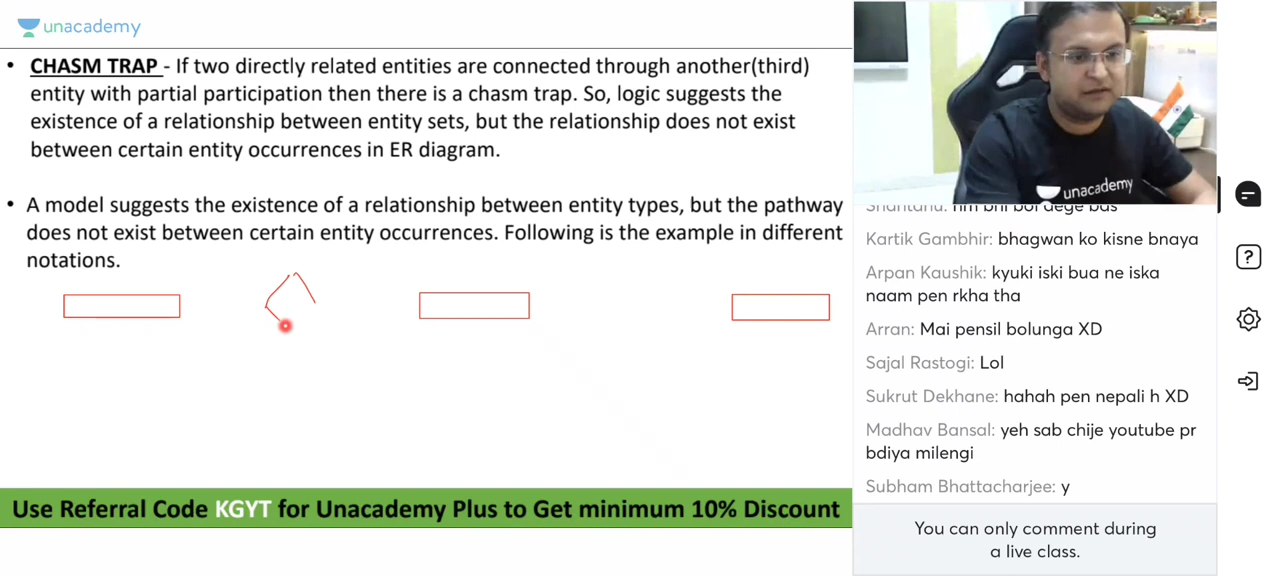 unacademy
• CHASM TRAP - If two directly related entities are connected through another(third)
entity with partial participation then there is a chasm trap. So, logic suggests the
existence of a relationship between entity sets, but the relationship does not exist
between certain entity occurrences in ER diagram.
• A model suggests the existence of a relationship between entity types, but the pathway
does not exist between certain entity occurrences. Following is the example in different
notations.
Use Referral Code KGYT for Unacademy Plus to Get minimum 10% Discount
unacademy
Shantanu: hm bhi bol dege bas
Kartik Gambhir: bhagwan ko kisne bnaya
Arpan Kaushik: kyuki iski bua ne iska
naam pen rkha tha
Arran: Mai pensil bolunga XD
Sajal Rastogi: Lol
Sukrut Dekhane: hahah pen nepali h XD
Madhav Bansal: yeh sab chije youtube pr
bdiya milengi
Subham Bhattacharjee: y
You can only comment during
a live class.
?